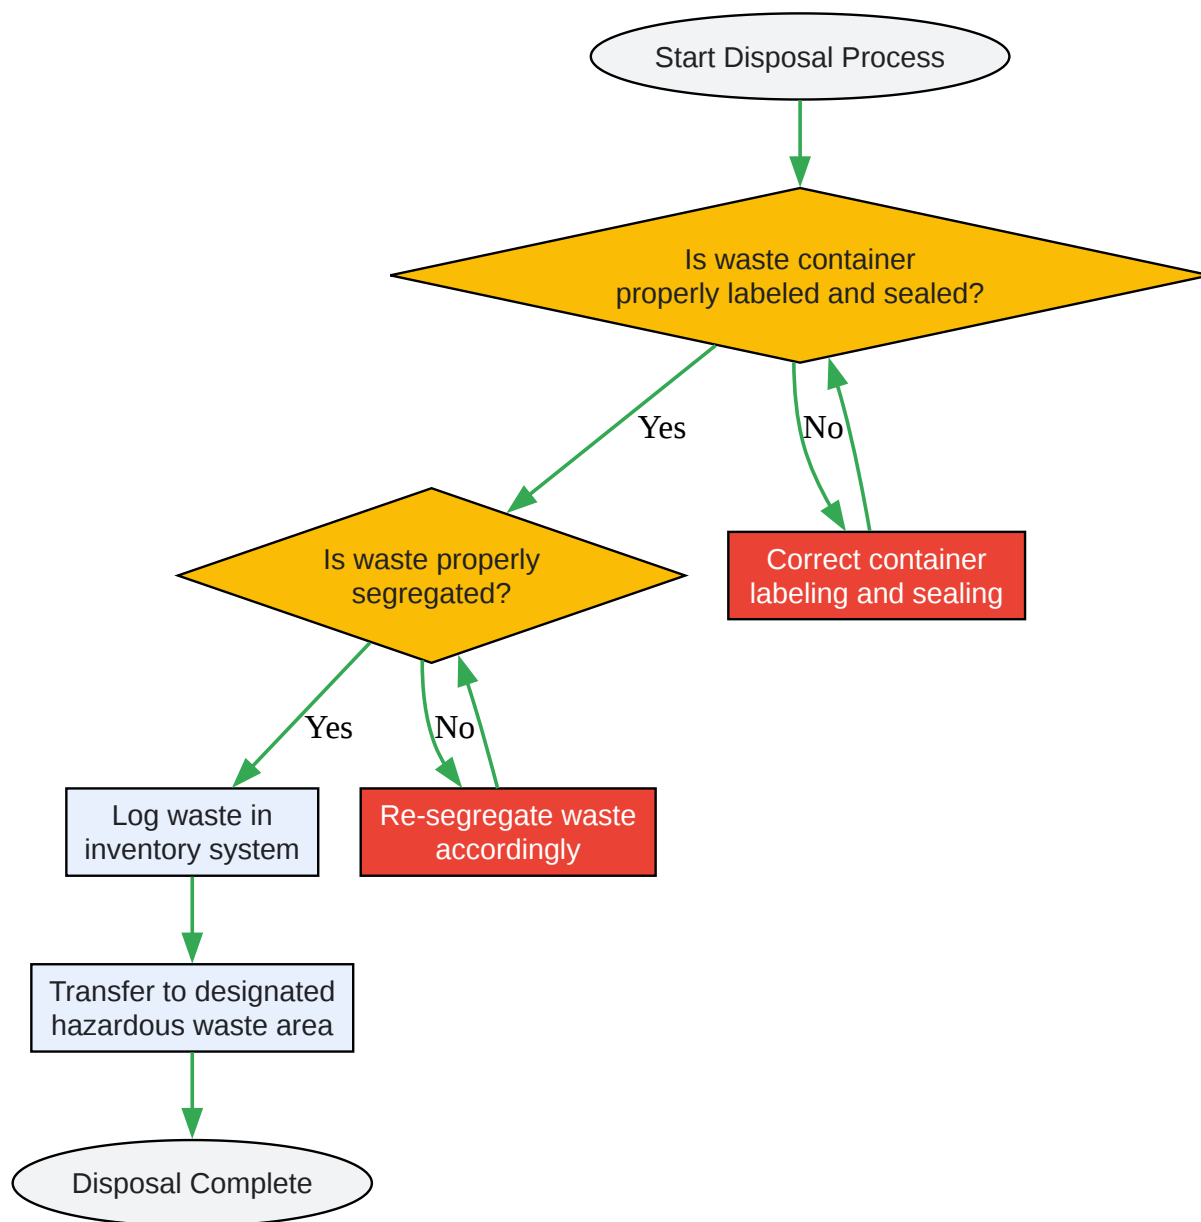 Start Disposal Process
Is waste container
properly labeled and sealed?
Yes
No
Is waste properly
segregated?
Correct container
labeling and sealing
Yes
No
Log waste in
inventory system
Re-segregate waste
accordingly
Transfer to designated
hazardous waste area
Disposal Complete